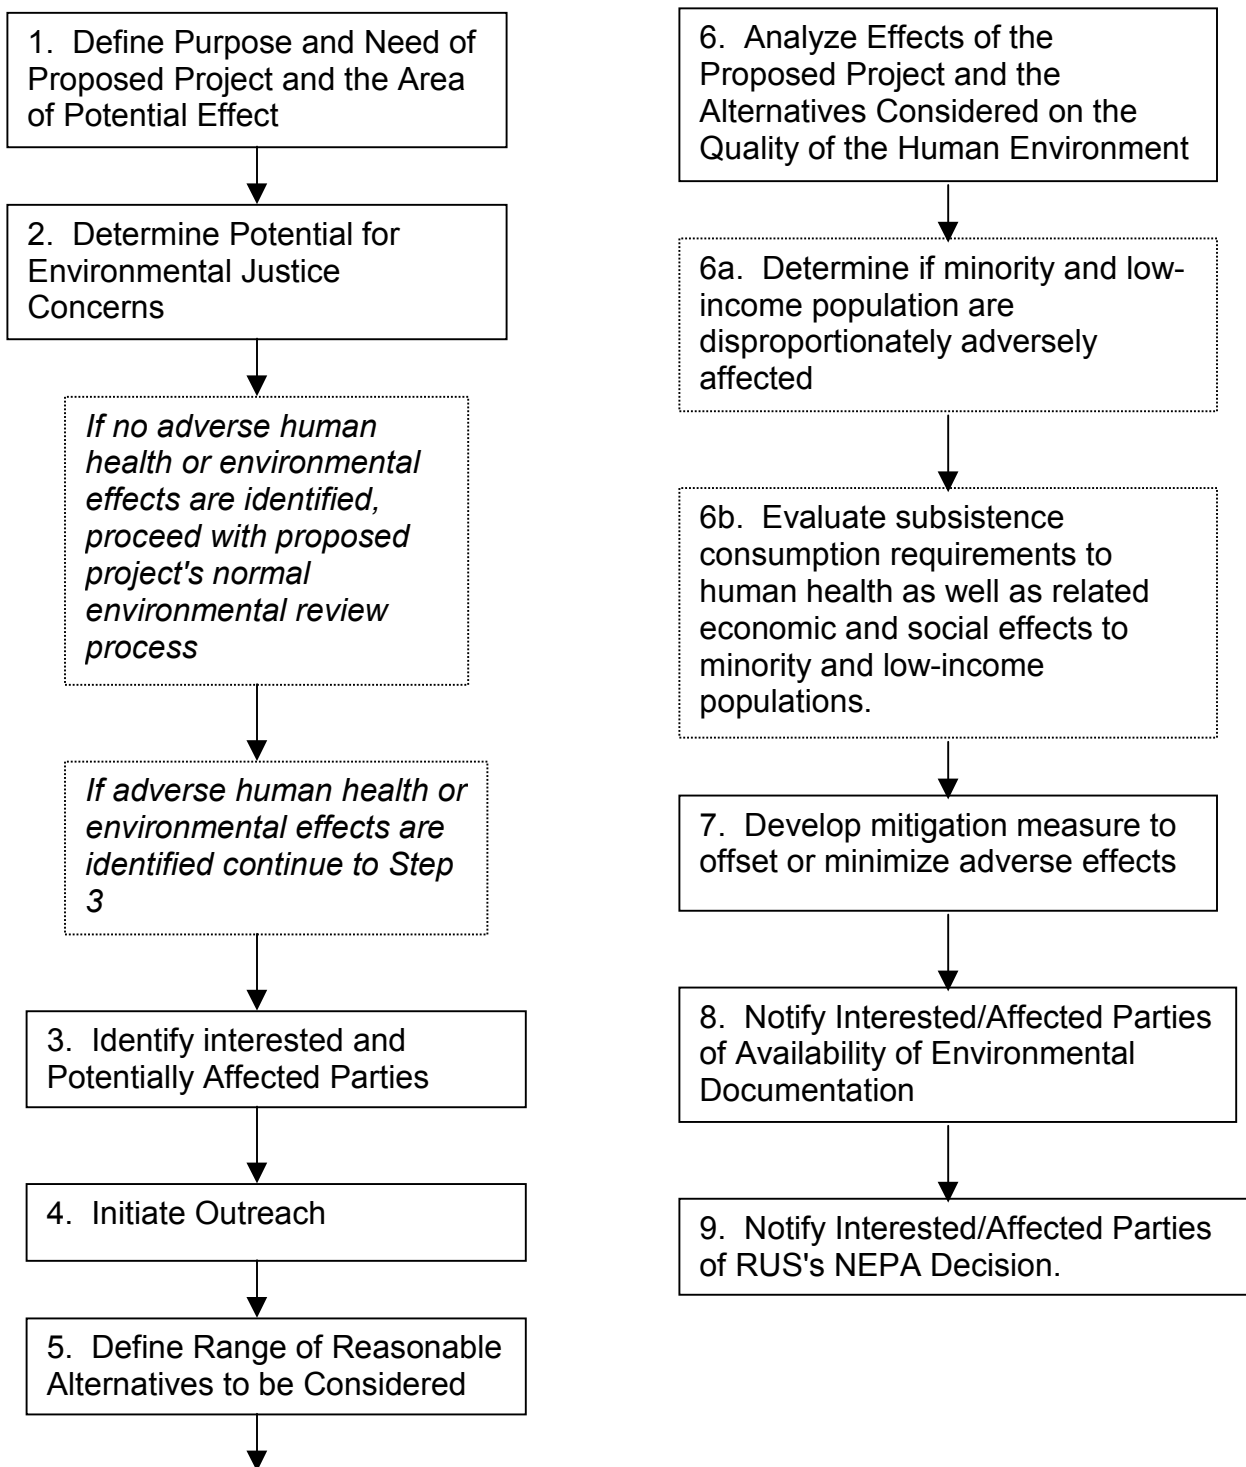 1. Define Purpose and Need of
Proposed Project and the Area
of Potential Effect
2. Determine Potential for
Environmental Justice
Concerns
If no adverse human
health or environmental
effects are identified,
proceed with proposed
project's normal
environmental review
process
If adverse human health or
environmental effects are
identified continue to Step
3
3. Identify interested and
Potentially Affected Parties
4. Initiate Outreach
5. Define Range of Reasonable
Alternatives to be Considered
6. Analyze Effects of the
Proposed Project and the
Alternatives Considered on the
Quality of the Human Environment
6a. Determine if minority and low-
income population are
disproportionately adversely
affected
6b. Evaluate subsistence
consumption requirements to
human health as well as related
economic and social effects to
minority and low-income
populations.
7. Develop mitigation measure to
offset or minimize adverse effects
8. Notify Interested/Affected Parties
of Availability of Environmental
Documentation
9. Notify Interested/Affected Parties
of RUS's NEPA Decision.